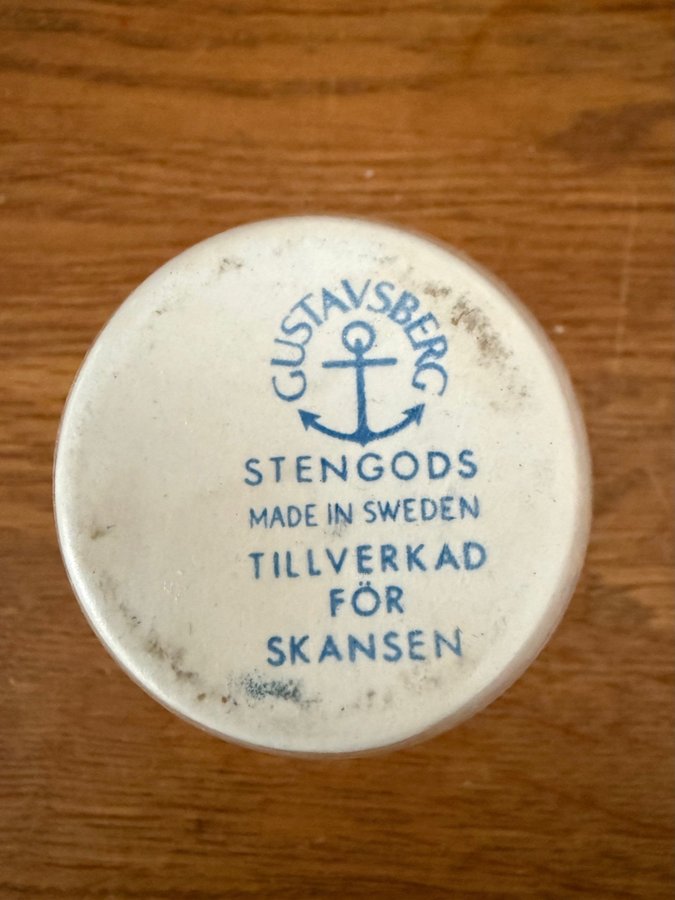 GUSTAVSBERG
STENGODS
MADE IN SWEDEN
TILLVERKAD
FÖR
SKANSEN